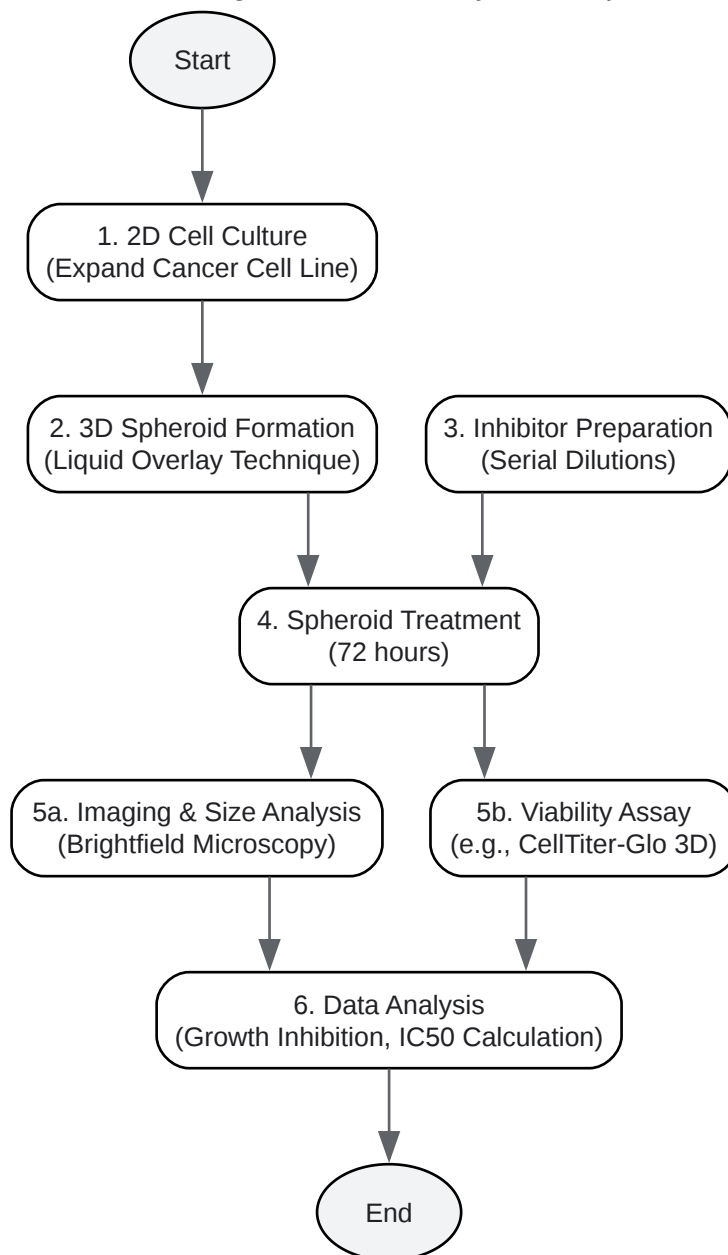 Start
1. 2D Cell Culture
(Expand Cancer Cell Line)
2. 3D Spheroid Formation
(Liquid Overlay Technique)
3. Inhibitor Preparation
(Serial Dilutions)
4. Spheroid Treatment
(72 hours)
5a. Imaging & Size Analysis
(Brightfield Microscopy)
5b. Viability Assay
(e.g., CellTiter-Glo 3D)
6. Data Analysis
(Growth Inhibition, IC50 Calculation)
End